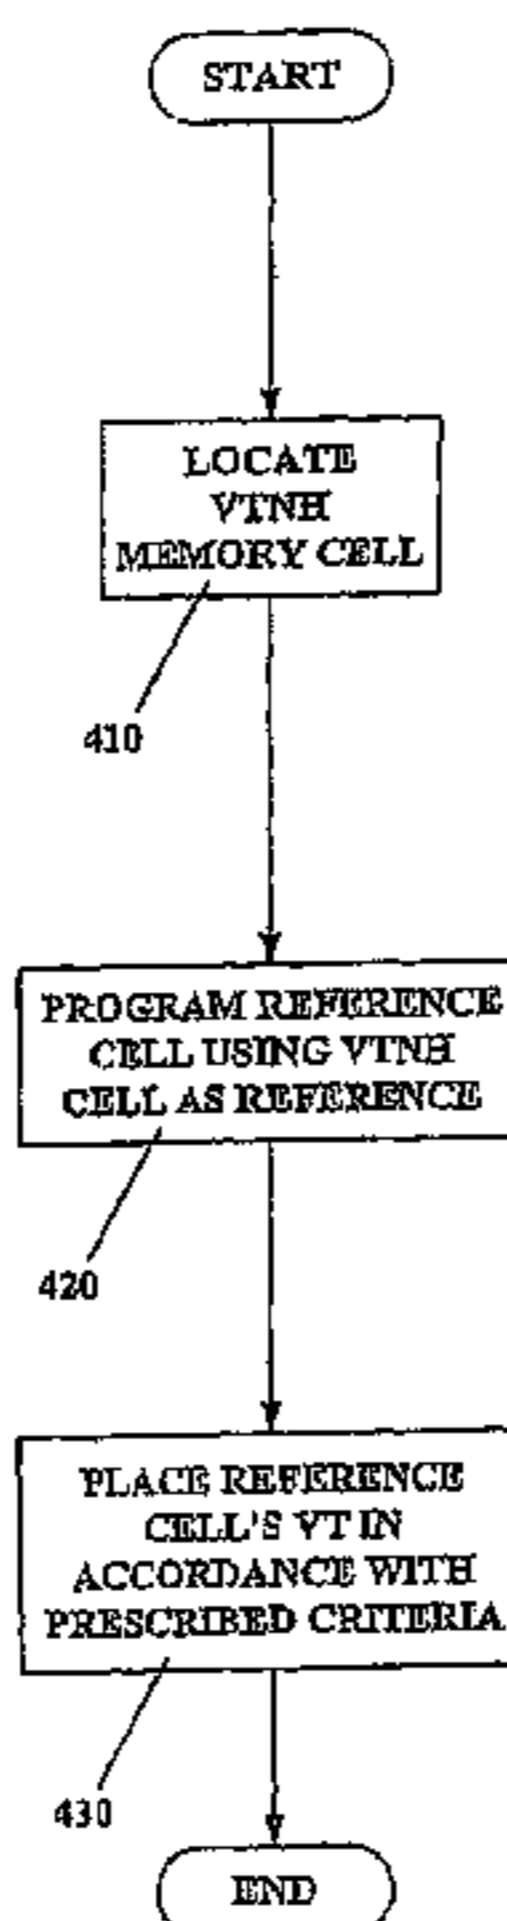 START
LOCATE
VTNH
MEMORY CELL
410
PROGRAM REFERENCE
CELL USING VTNH
CELL AS REFERENCE
420
PLACE REFERENCE
CELL'S VT IN
ACCORDANCE WITH
PRESCRIBED CRITERIA
430
END